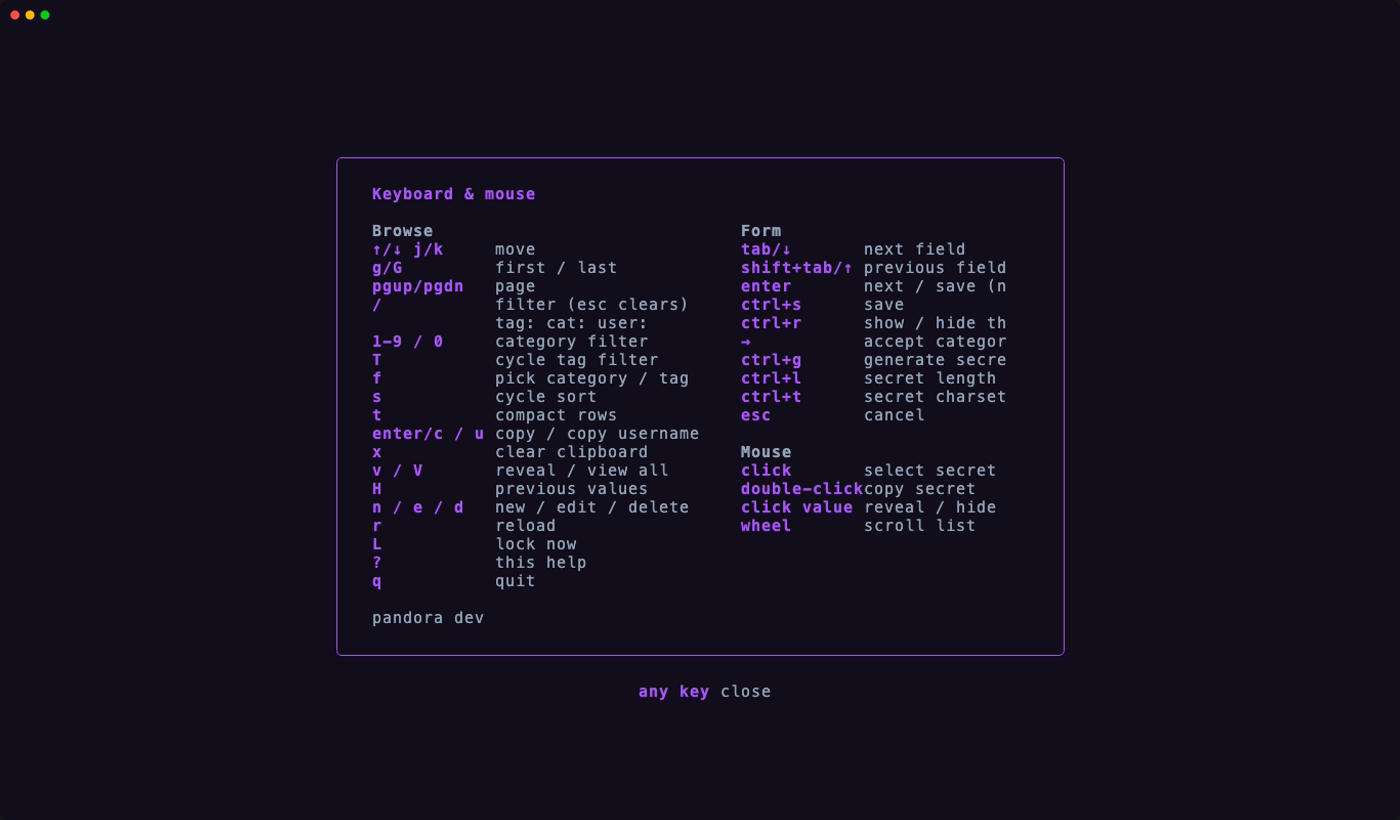 Keyboard & mouse
Browse
↑/↓ j/k move
g/G first / last
pgup/pgdn page
/ filter (esc clears)
tag: cat: user:
1-9 / 0 category filter
T cycle tag filter
f pick category / tag
s cycle sort
t compact rows
enter/c / u copy / copy username
x clear clipboard
v / V reveal / view all
H previous values
n / e / d new / edit / delete
r reload
L lock now
? this help
q quit
Form
tab/↓ next field
shift+tab/↑ previous field
enter next / save (n
ctrl+s save
ctrl+r show / hide th
→ accept categor
ctrl+g generate secre
ctrl+l secret length
ctrl+t secret charset
esc cancel
Mouse
click select secret
double-clickcopy secret
click value reveal / hide
wheel scroll list
pandora dev
any key close